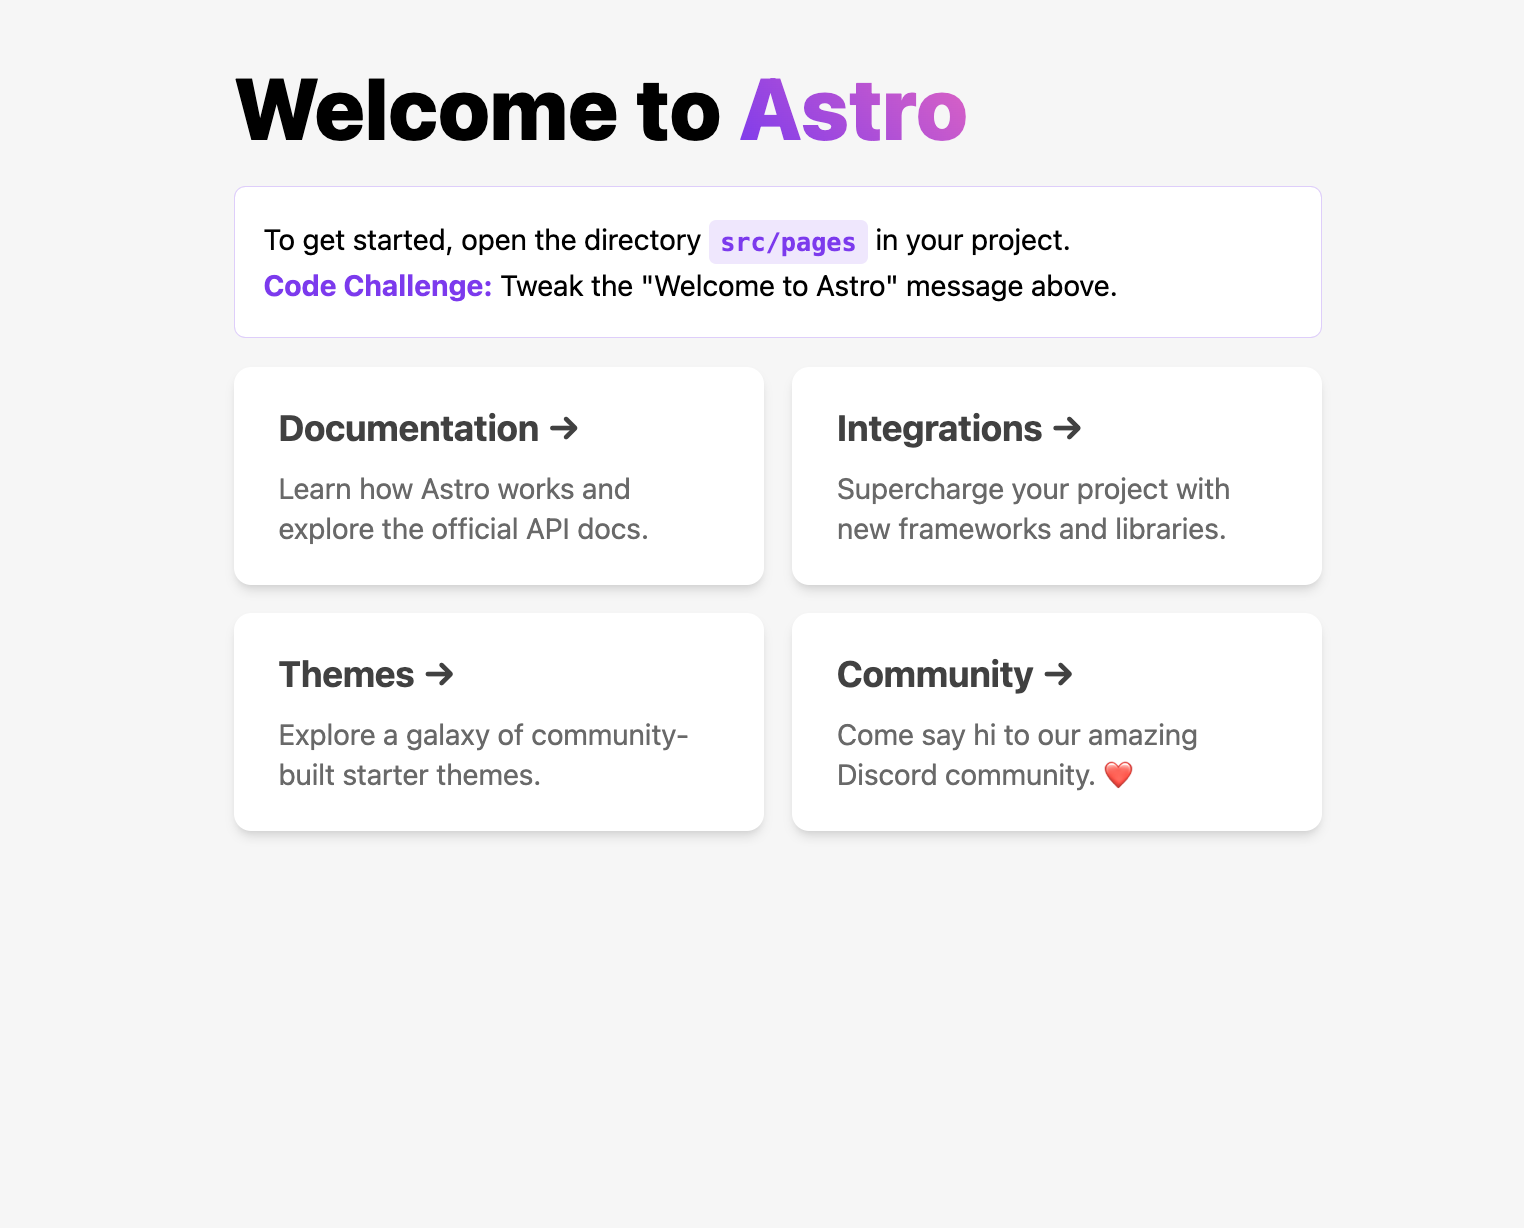 Welcome to Astro
To get started, open the directory src/pages in your project.
Code Challenge: Tweak the "Welcome to Astro" message above.
Documentation →
Learn how Astro works and
explore the official API docs.
Integrations →
Supercharge your project with
new frameworks and libraries.
Themes →
Explore a galaxy of community-
built starter themes.
Community →
Come say hi to our amazing
Discord community. ❤️